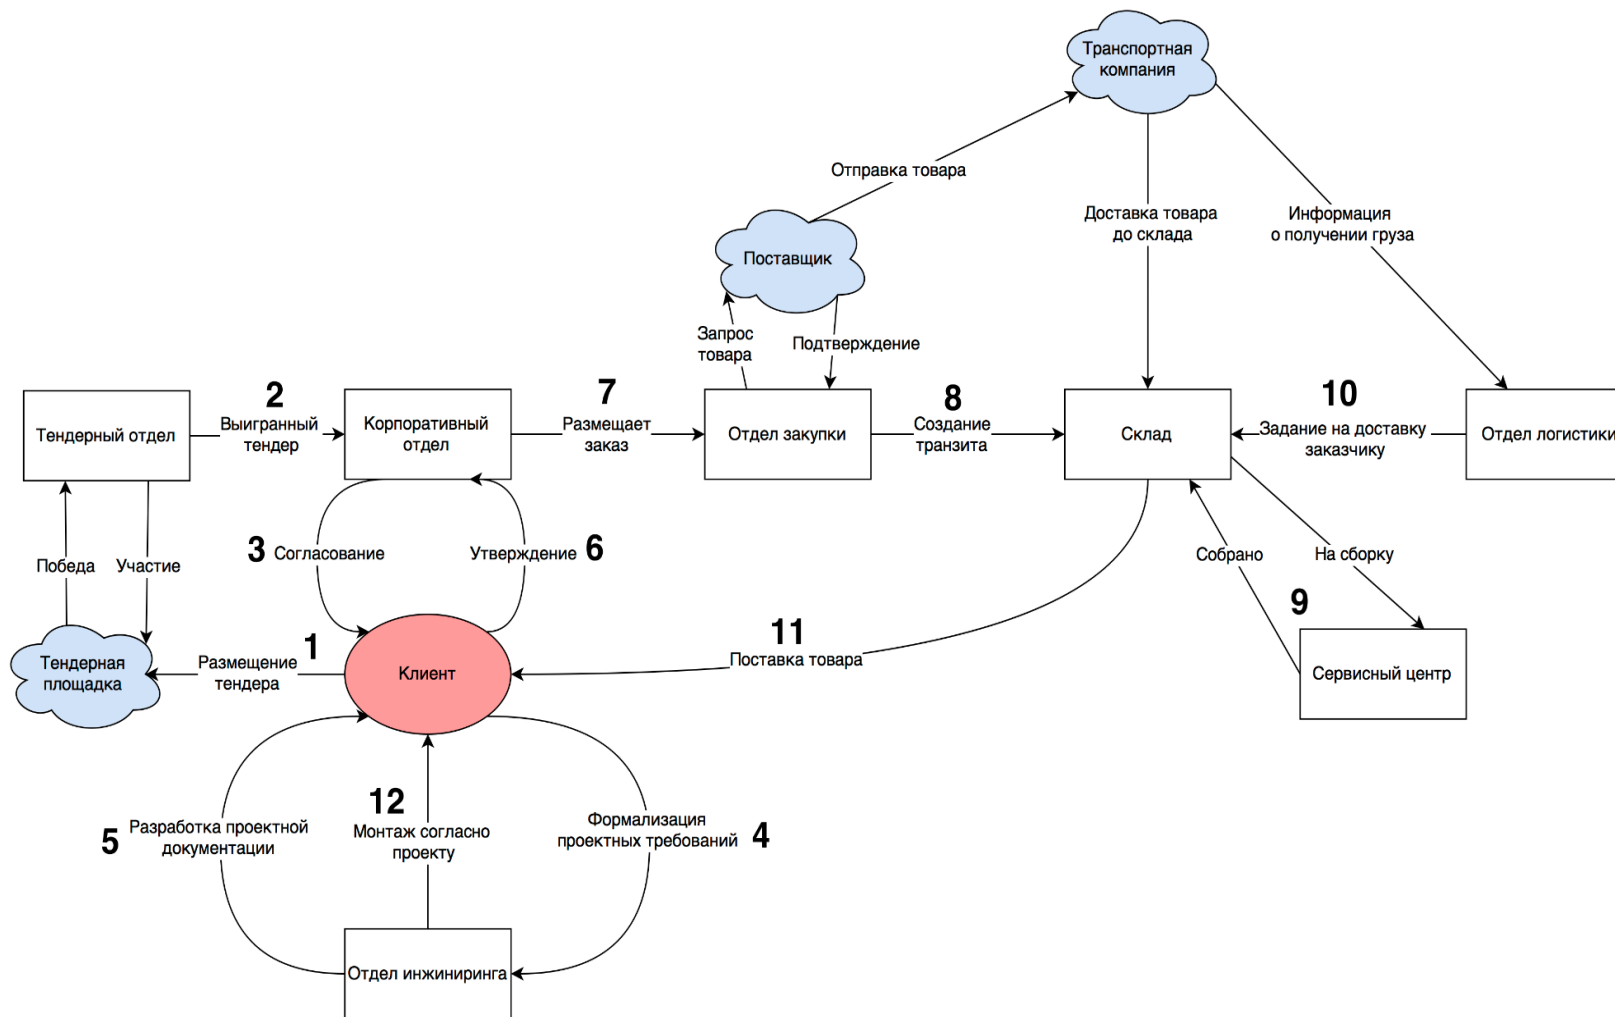 Транспортная
компания
Отправка товара
Доставка товара
до склада
Информация
о получении груза
Поставщик
Запрос
товара
Подтверждение
2
7
8
10
Тендерный отдел
Выигранный
тендер
Корпоративный
отдел
Размещает
заказ
Отдел закупки
Создание
транзита
Склад
Задание на доставку
заказчику
Отдел логистики
Победа
Участие
3
Согласование
Утверждение
6
Собрано
На сборку
9
Тендерная
площадка
Размещение
тендера
1
Клиент
11
Поставка товара
Сервисный центр
5
Разработка проектной
документации
12
Монтаж согласно
проекту
Формализация
проектных требований
4
Отдел инжиниринга